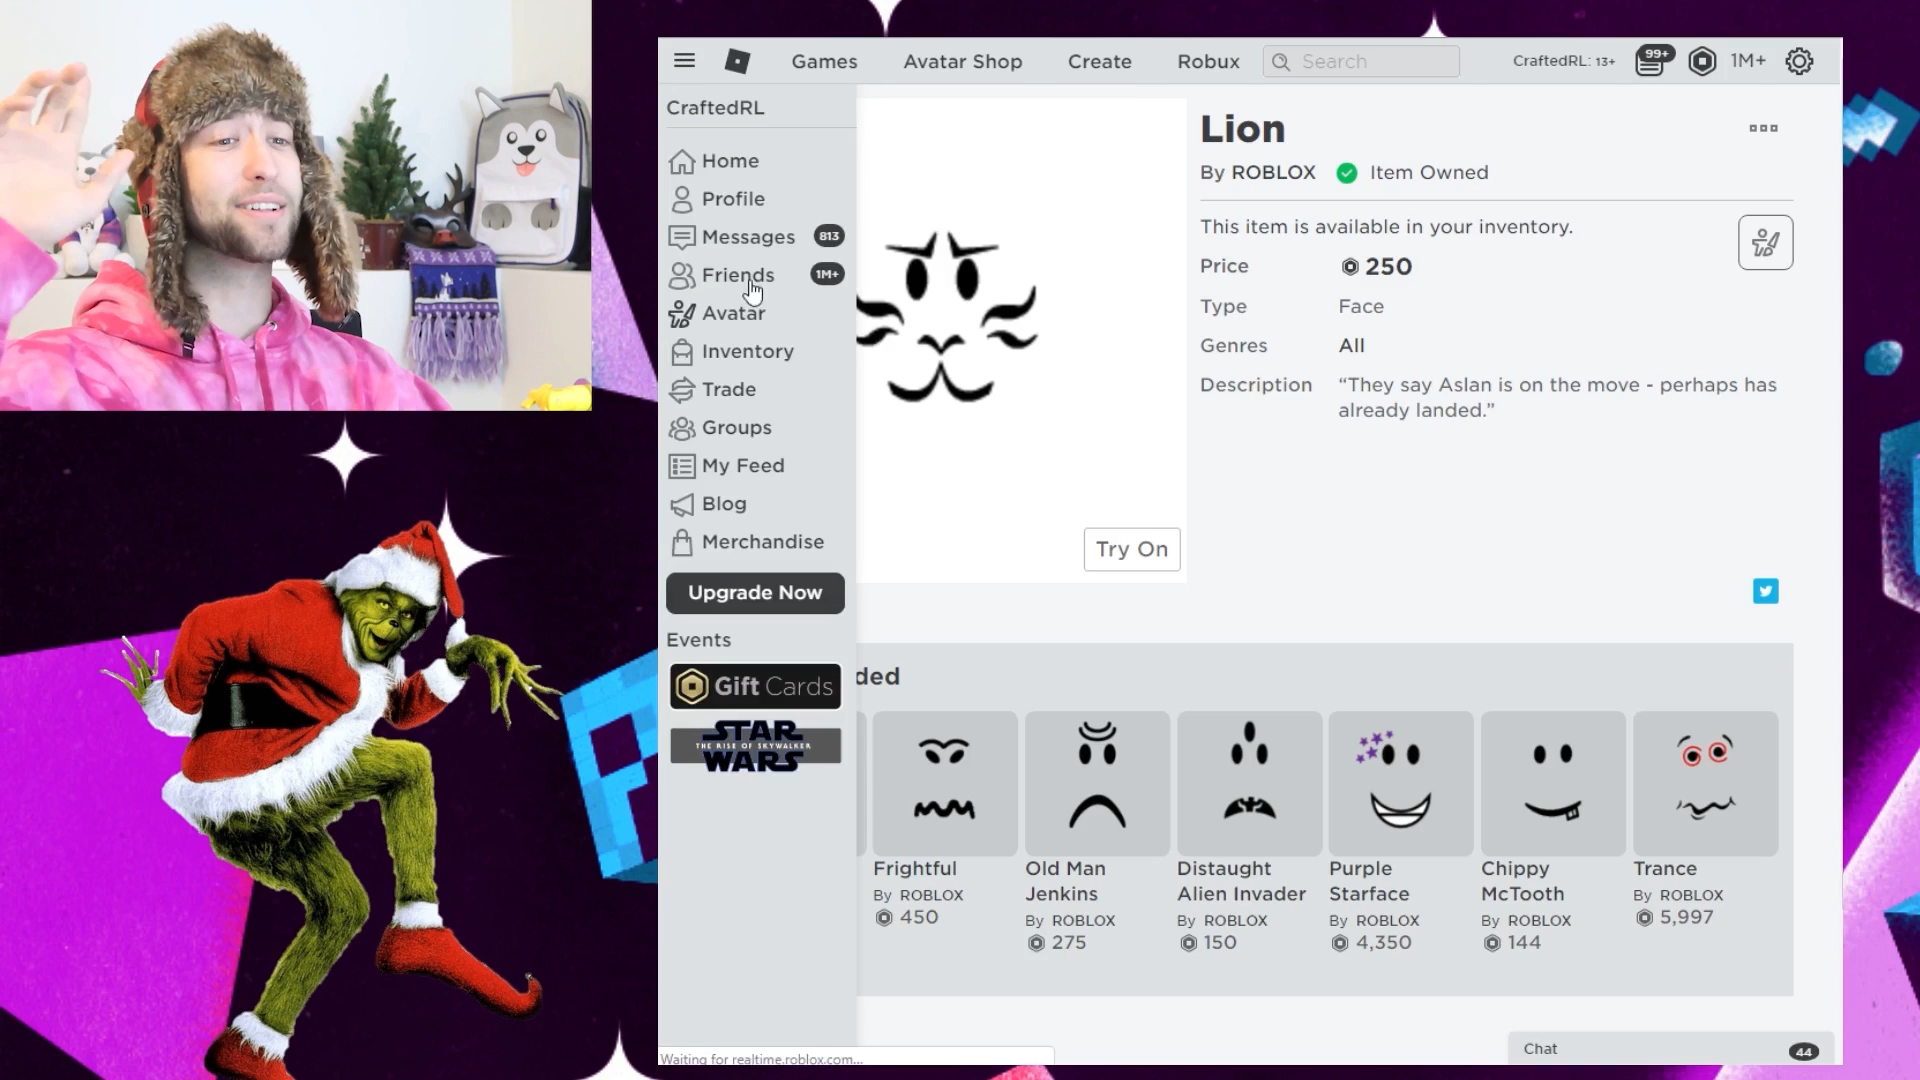 Games
Avatar Shop
Create
Robux
Search
CraftedRL: 13+
99+
1M+
CraftedRL
Home
Profile
Messages
813
Friends
1M+
Avatar
Inventory
Trade
Groups
My Feed
Blog
Merchandise
Upgrade Now
Events
Gift Cards
STAR
THE RISE OF SKYWALKER
WARS
Lion
By ROBLOX
Item Owned
This item is available in your inventory.
Price
250
Type
Face
Genres
All
Description
“They say Aslan is on the move - perhaps has
already landed.”
Try On
ded
Frightful
By ROBLOX
450
Old Man
Jenkins
By ROBLOX
275
Distaught
Alien Invader
By ROBLOX
150
Purple
Starface
By ROBLOX
4,350
Chippy
McTooth
By ROBLOX
144
Trance
By ROBLOX
5,997
Waiting for realtime.roblox.com...
Chat
44